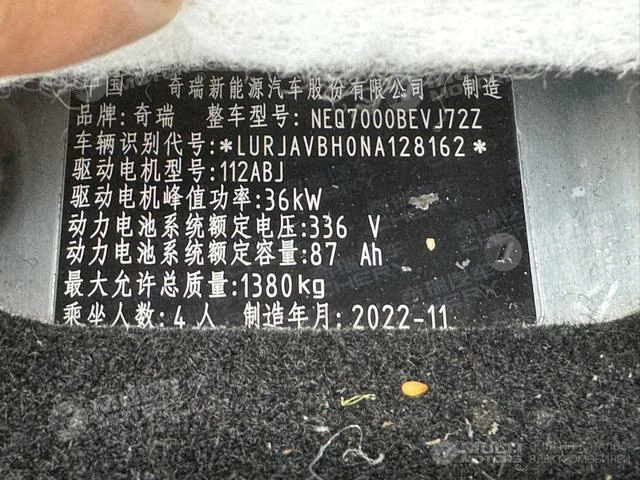 中国 奇瑞新能源汽车股份有限公司 制造
品牌:奇瑞 整车型号:NEQ7000BEVJ72Z
车辆识别代号:*LURJAVBH0NA128162*
驱动电机型号:112ABJ
驱动电机峰值功率:36kW
动力电池系统额定电压:336 V
动力电池系统额定容量:87 Ah
最大允许总质量:1380kg
乘坐人数:4人 制造年月:2022-11